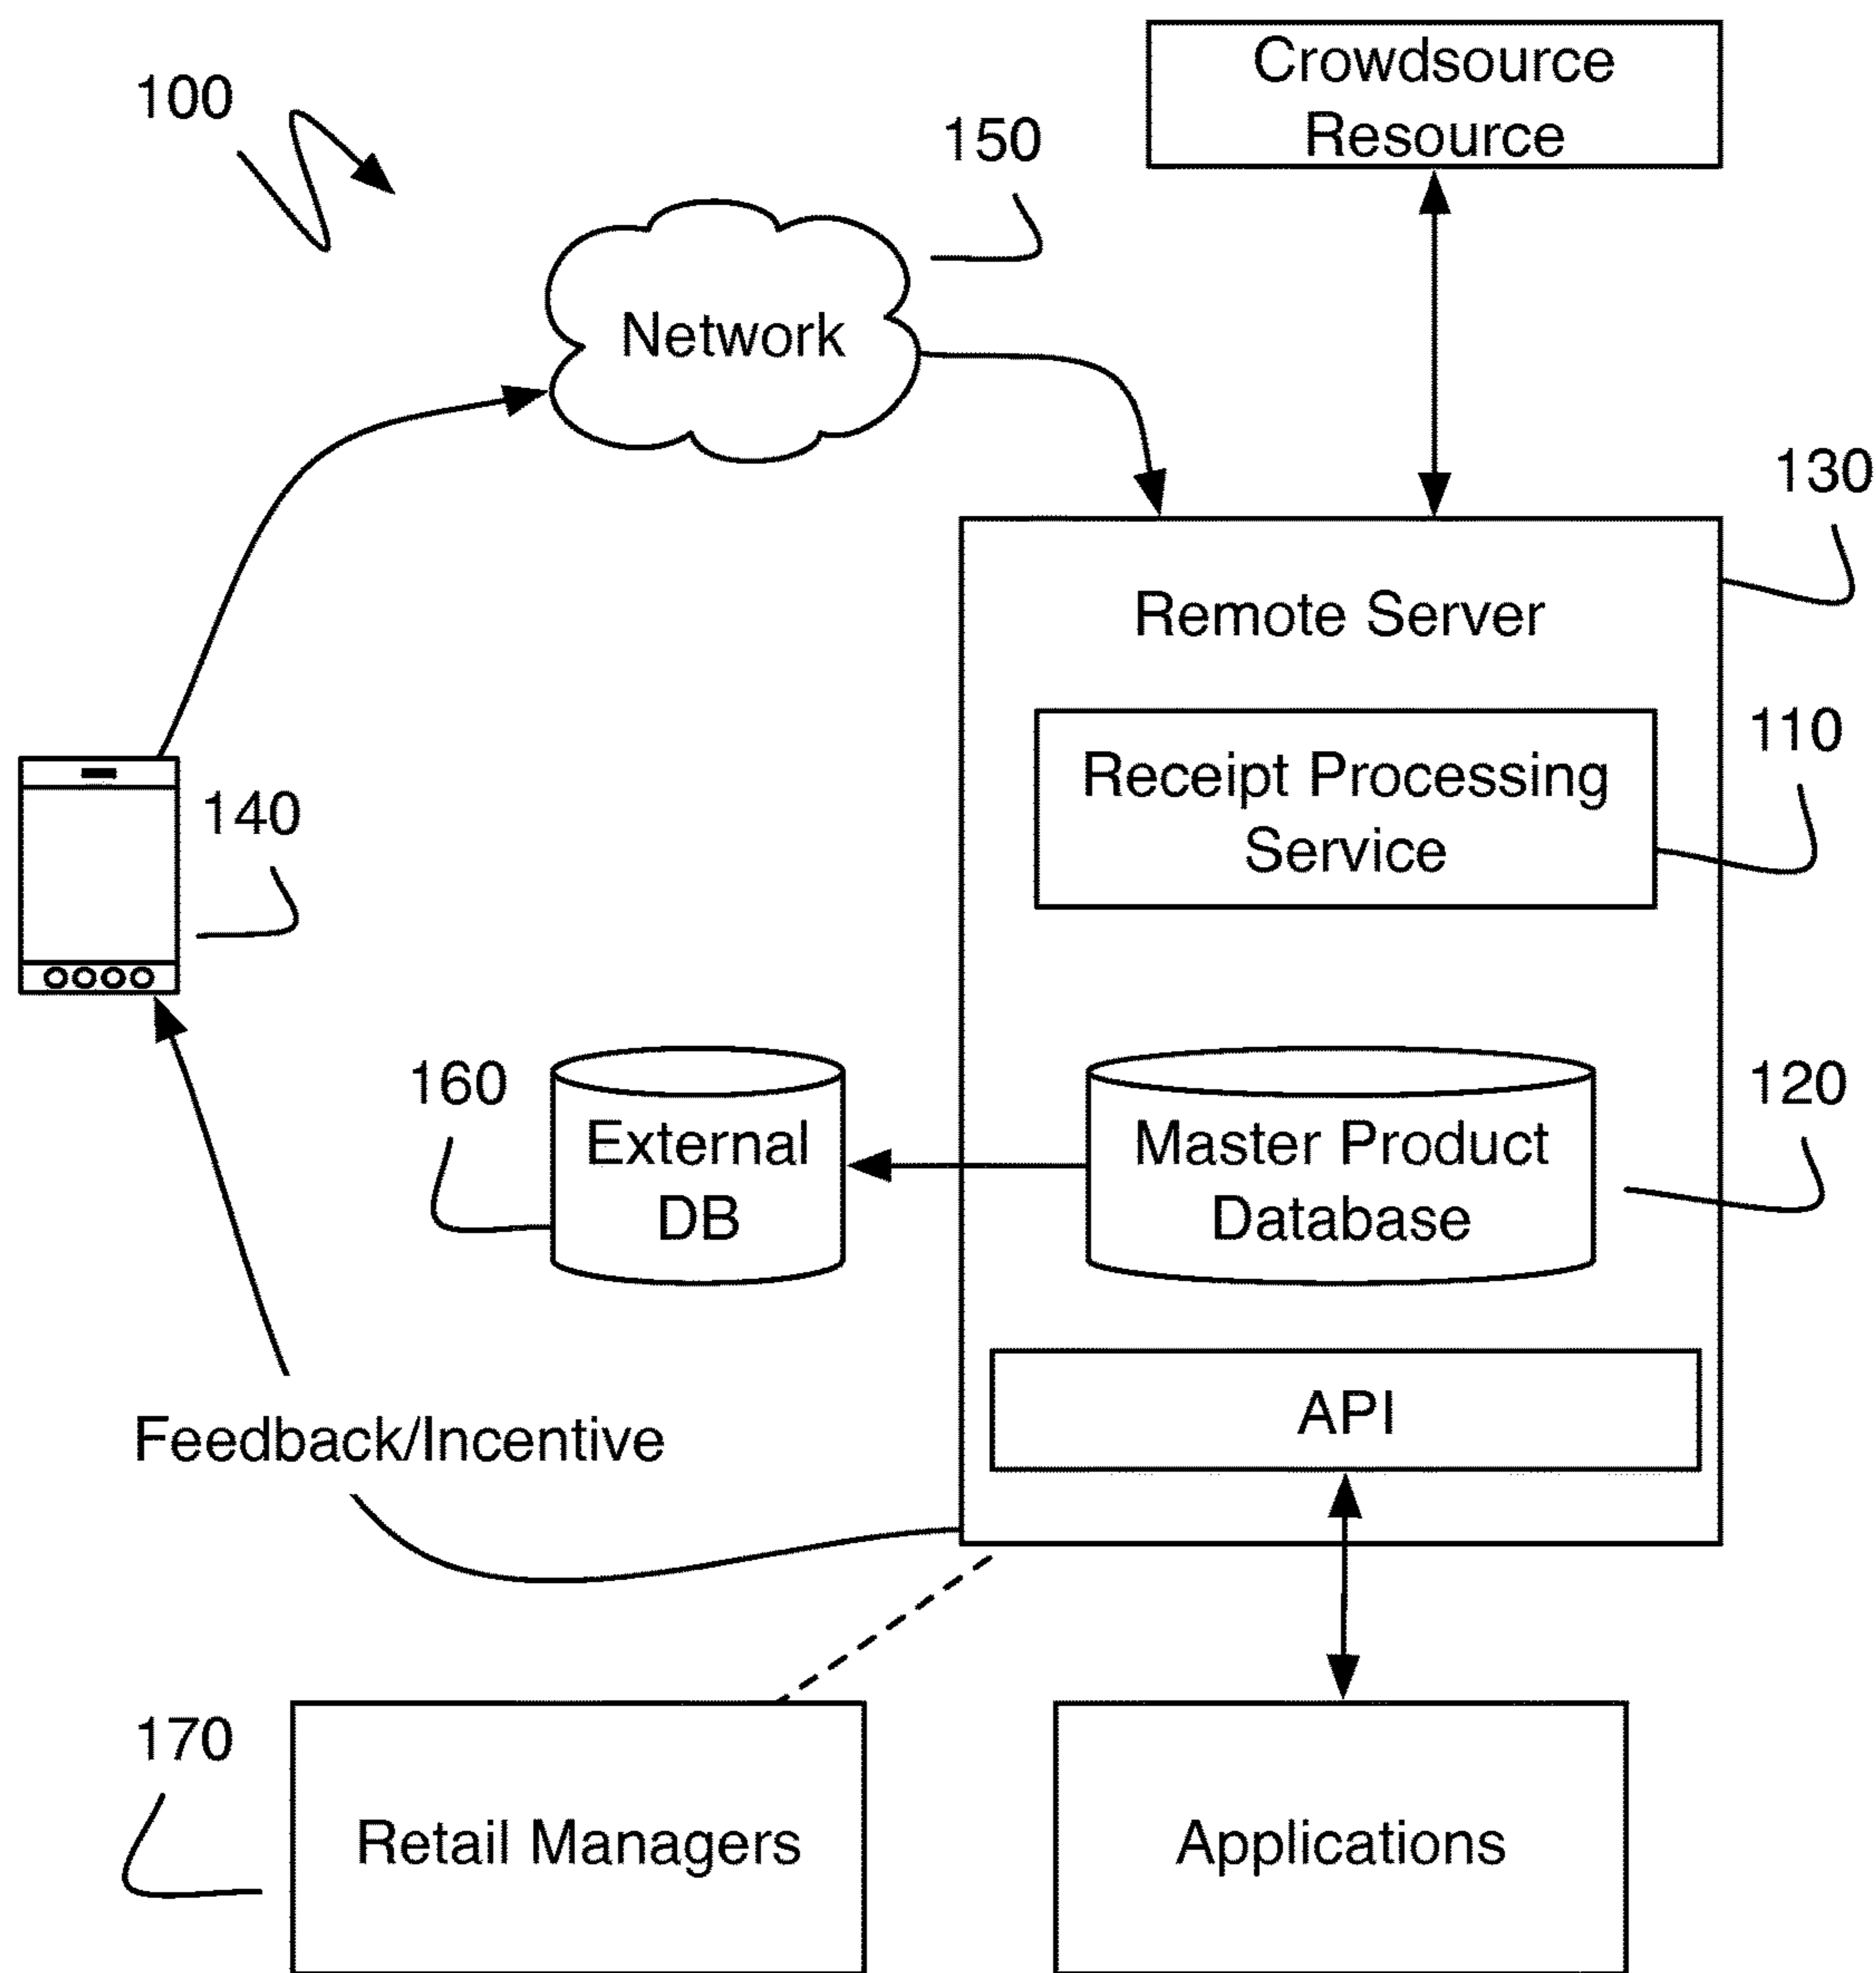 Crowdsource
Resource
100
150
Network
130
Remote Server
110
Receipt Processing
Service
140
160
External
DB
120
Master Product
Database
API
Feedback/Incentive
170
Retail Managers
Applications